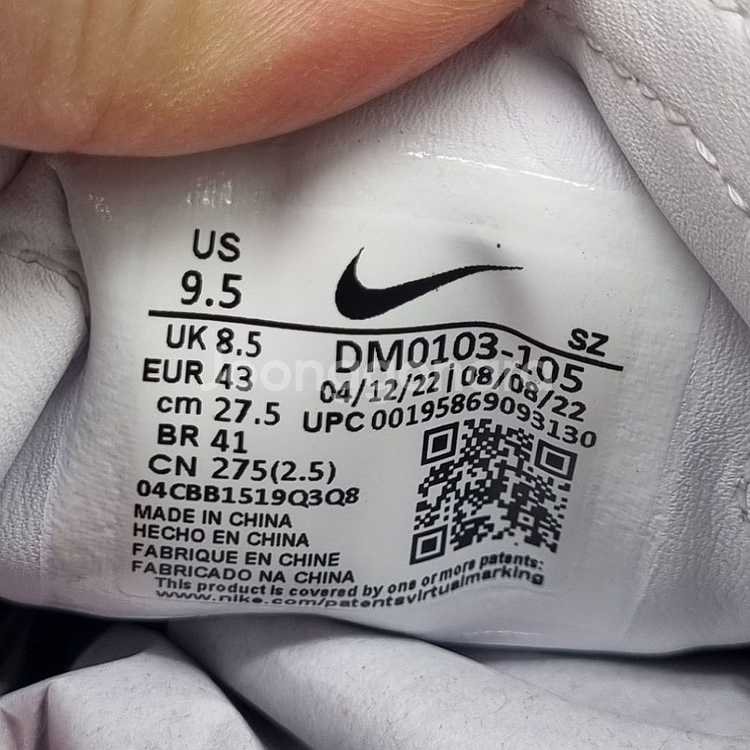 US
9.5
SZ
UK 8.5
DM0103-105
EUR 43
04/12/22 08/08/22
cm 27.5
UPC 00195869093130
BR 41
CN 275(2.5)
04CBB1519Q3Q8
MADE IN CHINA
HECHO EN CHINA
FABRIQUE EN CHINE
FABRICADO NA CHINA
This product is covered by one or more patents:
www.nike.com/patentsvirtualmarking